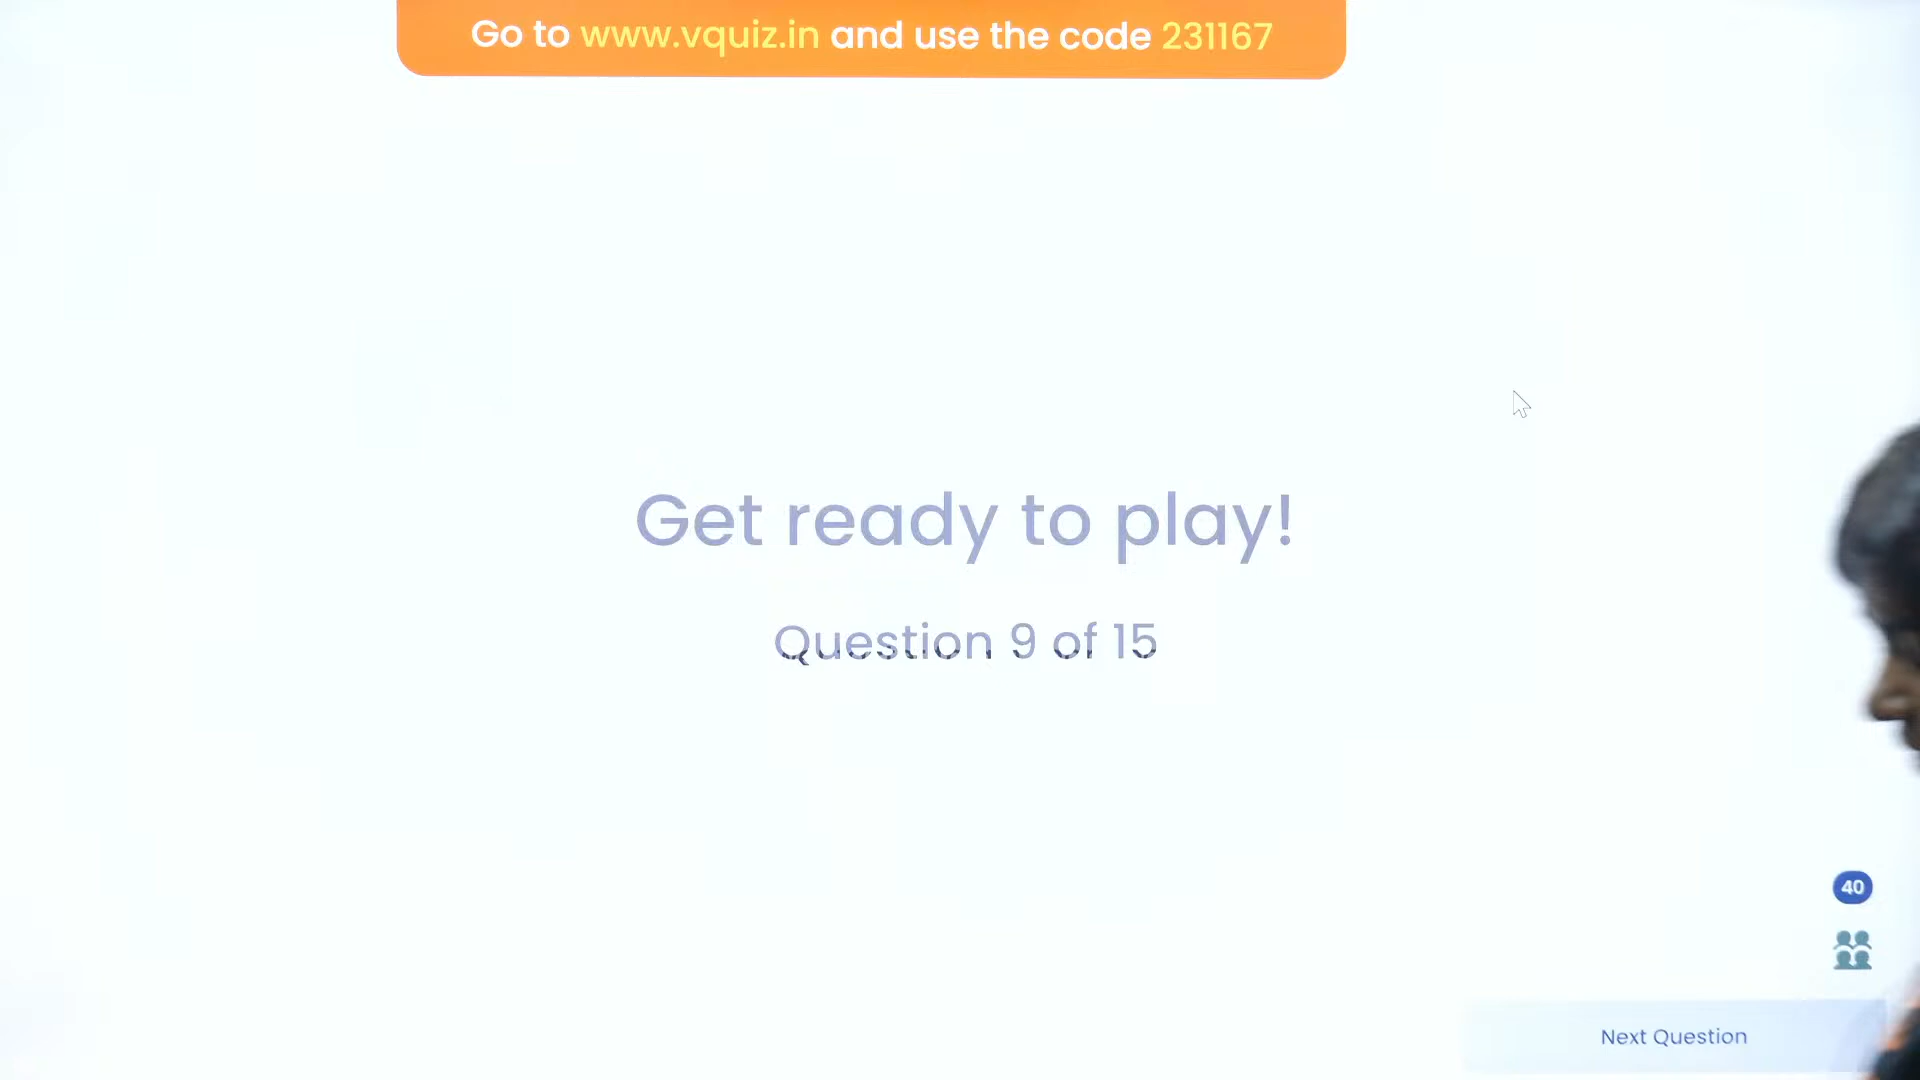 Go to www.vquiz.in and use the code 231167
Get ready to play!
Question 9 of 15
40
Next Question